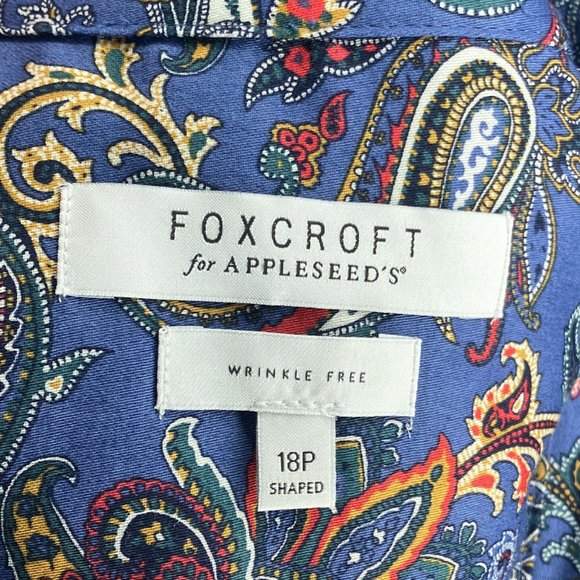 FOXCROFT
for APPLESEED'S®
WRINKLE FREE
18P
SHAPED